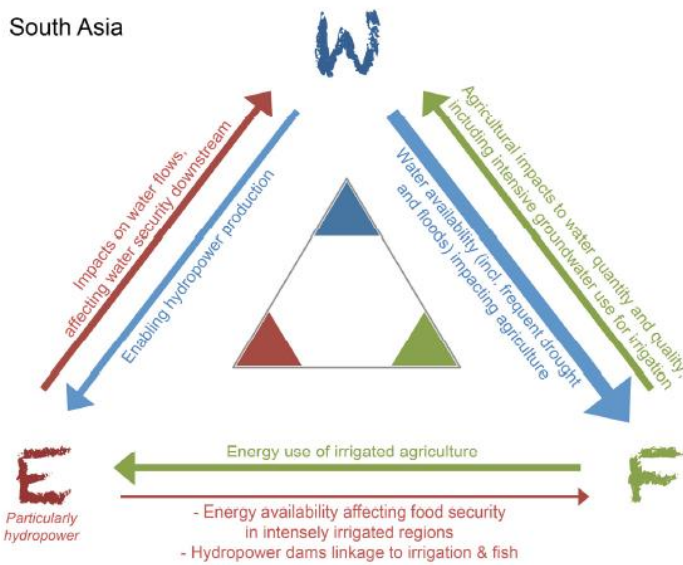 South Asia
W
Impacts on water flows,
affecting water security downstream
Enabling hydropower production
Water availability (incl. frequent drought
and floods) impacting agriculture
Agricultural impacts to water quantity and quality,
including intensive groundwater use for irrigation
E
Particularly
hydropower
Energy use of irrigated agriculture
F
- Energy availability affecting food security
in intensely irrigated regions
- Hydropower dams linkage to irrigation & fish